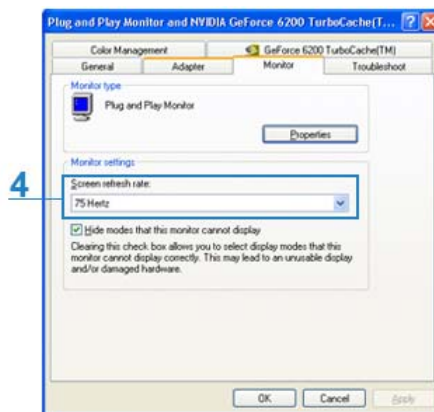 Plug and Play Monitor and NVIDIA GeForce 6200 TurboCache(T...
Color Management GeForce 6200 TurboCache(TM)
General Adapter Monitor Troubleshoot
Monitor type
Plug and Play Monitor
Properties
Monitor settings
4
Screen refresh rate:
75 Hertz
Hide modes that this monitor cannot display
Clearing this check box allows you to select display modes that this
monitor cannot display correctly. This may lead to an unusable display
and/or damaged hardware.
OK Cancel Apply